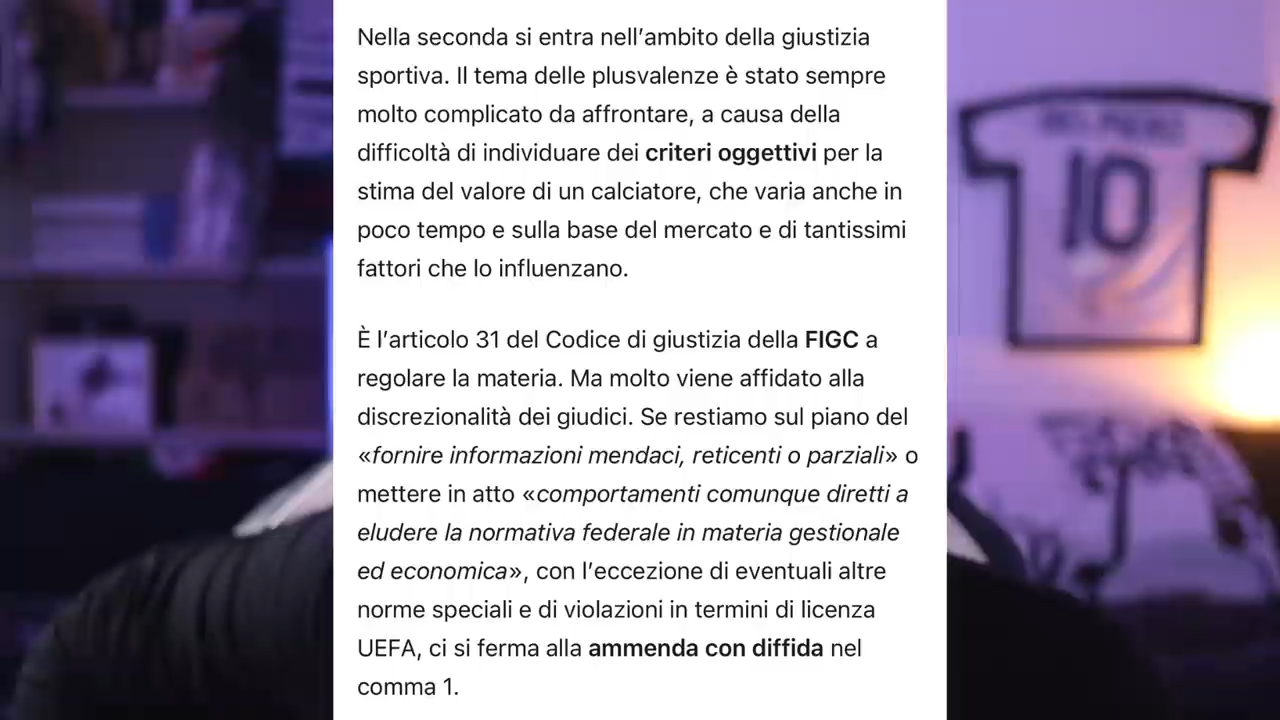 Nella seconda si entra nell’ambito della giustizia
sportiva. Il tema delle plusvalenze è stato sempre
molto complicato da affrontare, a causa della
difficoltà di individuare dei criteri oggettivi per la
stima del valore di un calciatore, che varia anche in
poco tempo e sulla base del mercato e di tantissimi
fattori che lo influenzano.
È l’articolo 31 del Codice di giustizia della FIGC a
regolare la materia. Ma molto viene affidato alla
discrezionalità dei giudici. Se restiamo sul piano del
«fornire informazioni mendaci, reticenti o parziali» o
mettere in atto «comportamenti comunque diretti a
eludere la normativa federale in materia gestionale
ed economica», con l’eccezione di eventuali altre
norme speciali e di violazioni in termini di licenza
UEFA, ci si ferma alla ammenda con diffida nel
comma 1.
10